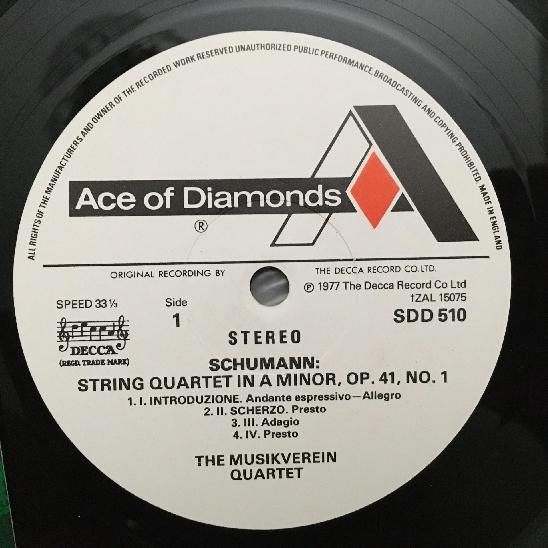 ALL RIGHTS OF THE MANUFACTURERS AND OWNER OF THE RECORDED WORK RESERVED UNAUTHORIZED PUBLIC PERFORMANCE, BROADCASTING AND COPYING PROHIBITED. MADE IN ENGLAND
Ace of Diamonds
®
ORIGINAL RECORDING BY THE DECCA RECORD CO. LTD.
℗ 1977 The Decca Record Co Ltd
SPEED 33⅓ Side 1ZAL 15075
1 SDD 510
DECCA
(REGD. TRADE MARK)
STEREO
SCHUMANN:
STRING QUARTET IN A MINOR, OP. 41, NO. 1
1. I. INTRODUZIONE. Andante espressivo—Allegro
2. II. SCHERZO. Presto
3. III. Adagio
4. IV. Presto
THE MUSIKVEREIN
QUARTET